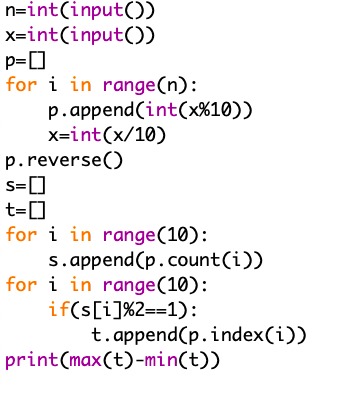 n=int(input())
x=int(input())
p=[]
for i in range(n):
    p.append(int(x%10))
    x=int(x/10)
p.reverse()
s=[]
t=[]
for i in range(10):
    s.append(p.count(i))
for i in range(10):
    if(s[i]%2==1):
        t.append(p.index(i))
print(max(t)-min(t))